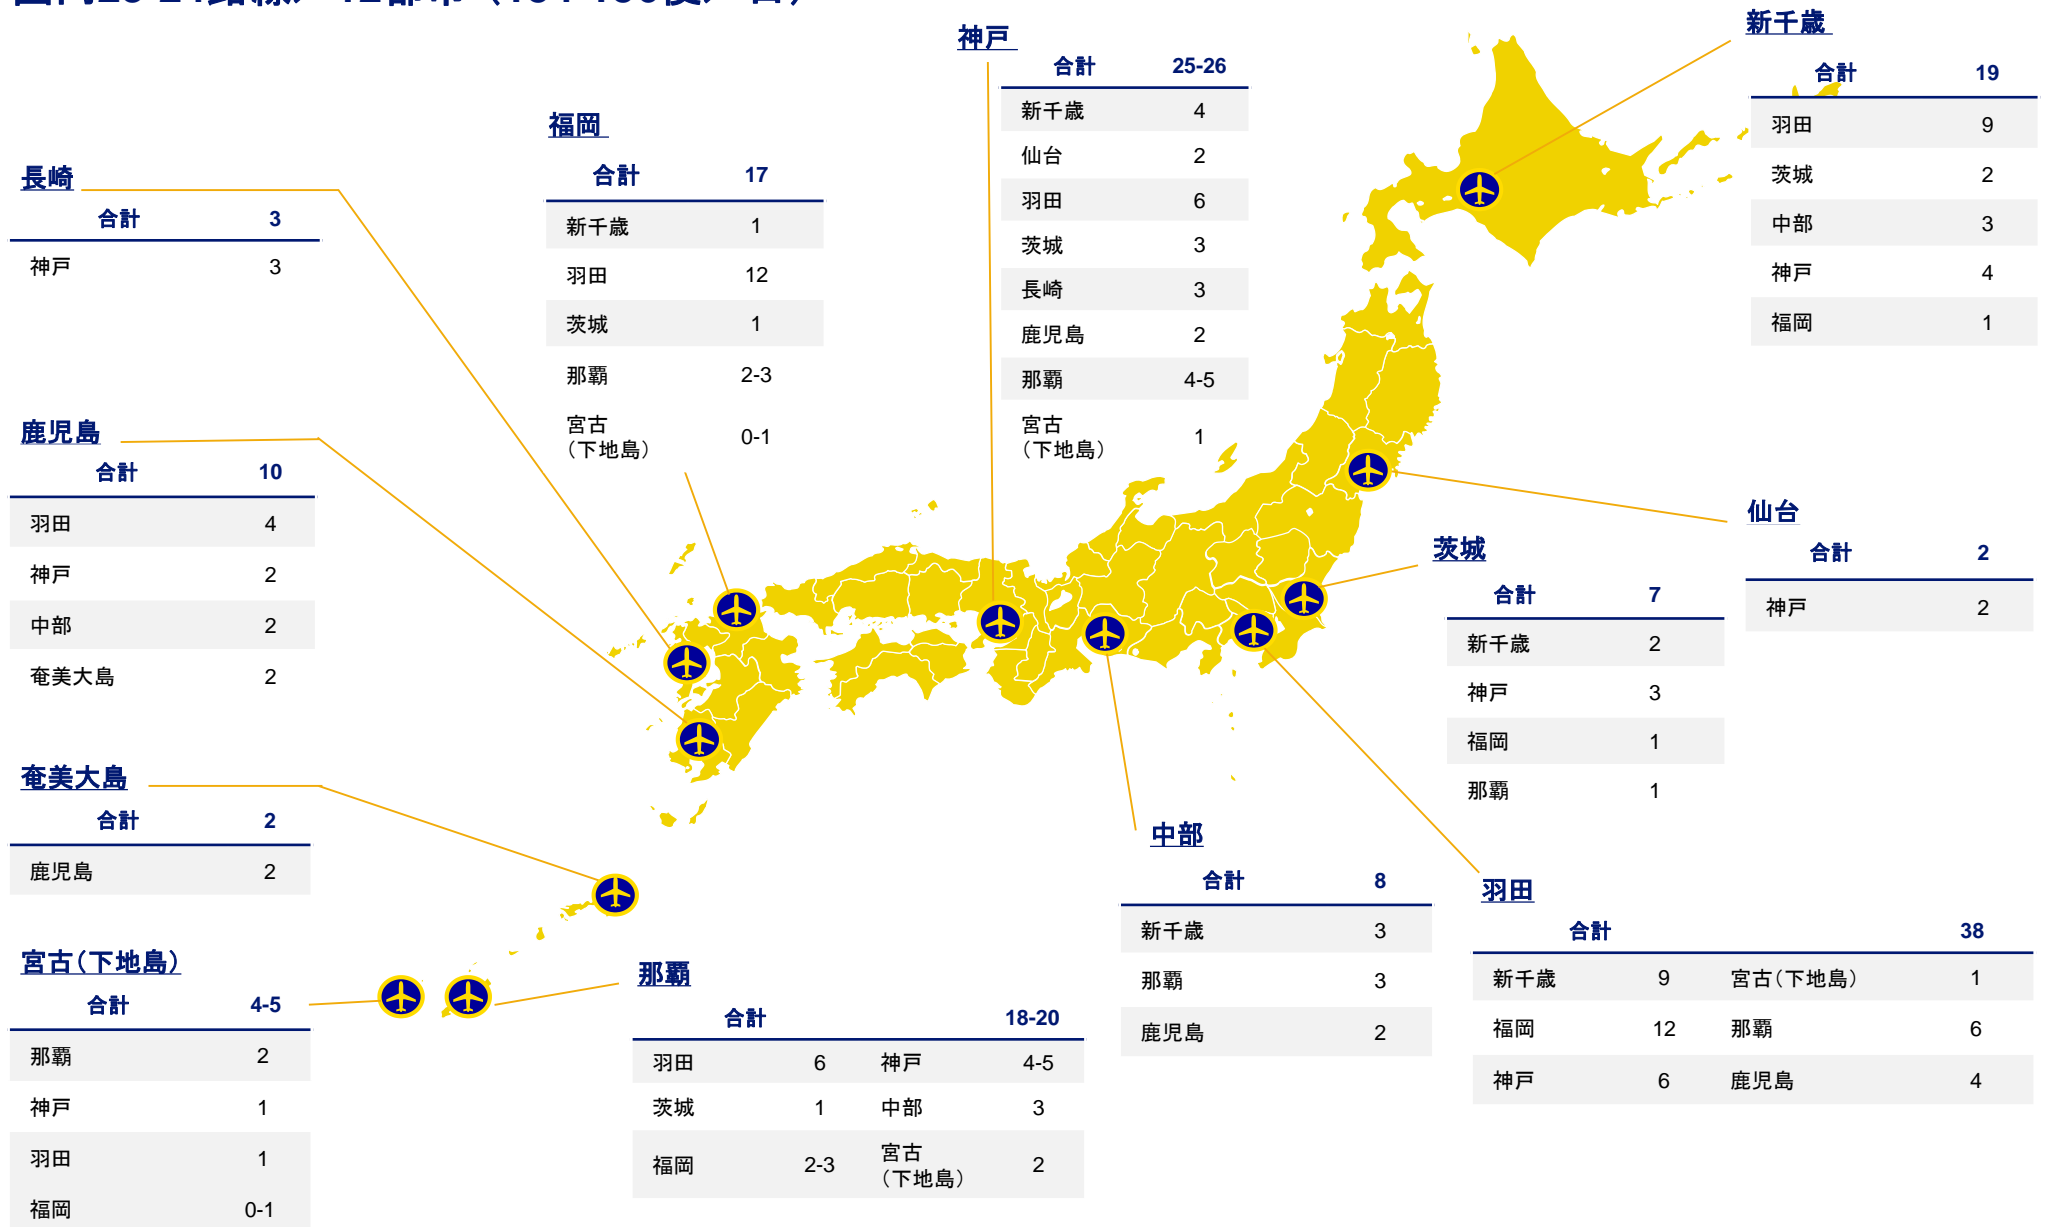 神戸
合計 25-26
新千歳 4
仙台 2
羽田 6
茨城 3
長崎 3
鹿児島 2
那覇 4-5
宮古
（下地島） 1
新千歳
合計 19
羽田 9
茨城 2
中部 3
神戸 4
福岡 1
福岡
合計 17
新千歳 1
羽田 12
茨城 1
那覇 2-3
宮古
（下地島） 0-1
長崎
合計 3
神戸 3
鹿児島
合計 10
羽田 4
神戸 2
中部 2
奄美大島 2
仙台
合計 2
神戸 2
茨城
合計 7
新千歳 2
神戸 3
福岡 1
那覇 1
奄美大島
合計 2
鹿児島 2
中部
合計 8
新千歳 3
那覇 3
鹿児島 2
羽田
合計 38
新千歳 9 宮古（下地島） 1
福岡 12 那覇 6
神戸 6 鹿児島 4
宮古（下地島）
合計 4-5
那覇 2
神戸 1
羽田 1
福岡 0-1
那覇
合計 18-20
羽田 6 神戸 4-5
茨城 1 中部 3
福岡 2-3 宮古
（下地島） 2